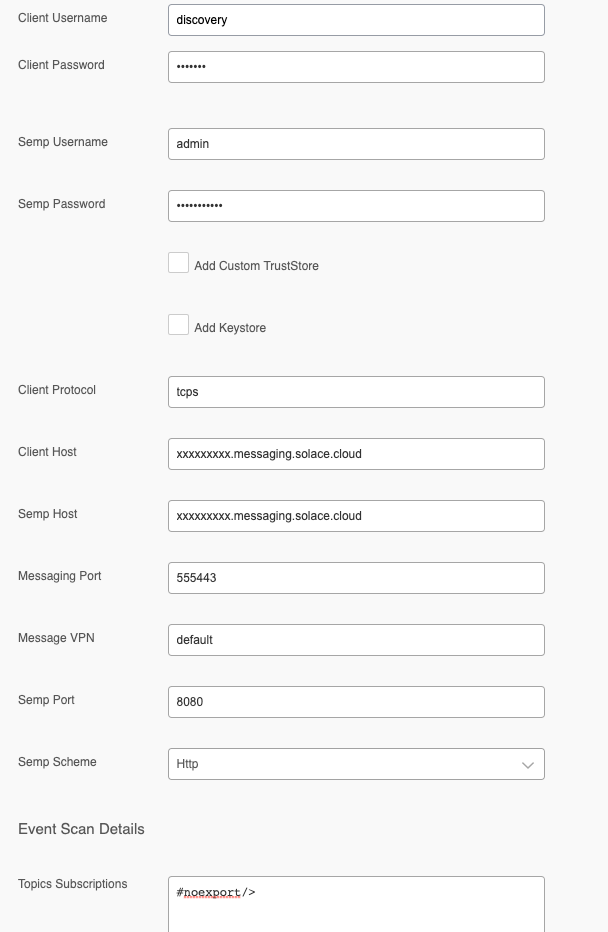 Client Username
discovery
Client Password
•••••••
Semp Username
admin
Semp Password
•••••••••••
Add Custom TrustStore
Add Keystore
Client Protocol
tcps
Client Host
xxxxxxxxx.messaging.solace.cloud
Semp Host
xxxxxxxxx.messaging.solace.cloud
Messaging Port
555443
Message VPN
default
Semp Port
8080
Semp Scheme
Http
Event Scan Details
Topics Subscriptions
#noexport/>